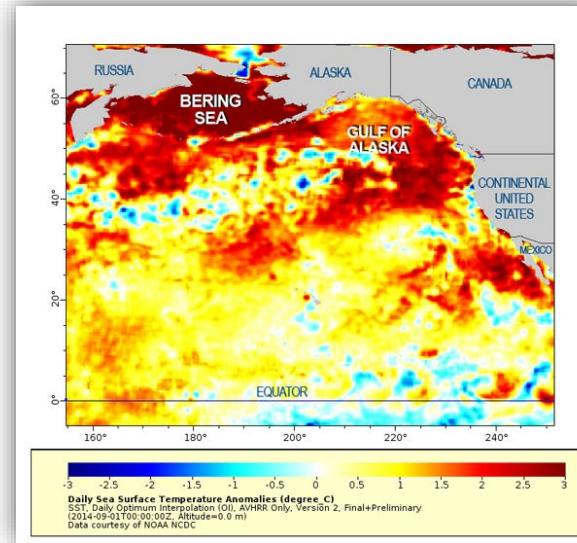 RUSSIA
ALASKA
CANADA
BERING
SEA
GULF OF
ALASKA
CONTINENTAL
UNITED
STATES
MEXICO
EQUATOR
60°
40°
20°
0°
160°
180°
200°
220°
240°
-3 -2.5 -2 -1.5 -1 -0.5 0 0.5 1 1.5 2 2.5 3
Daily Sea Surface Temperature Anomalies (degree_C)
SST, Daily Optimum Interpolation (OI), AVHRR Only, Version 2, Final+Preliminary
(2014-09-01T00:00:00Z, Altitude=0.0 m)
Data courtesy of NOAA NCDC